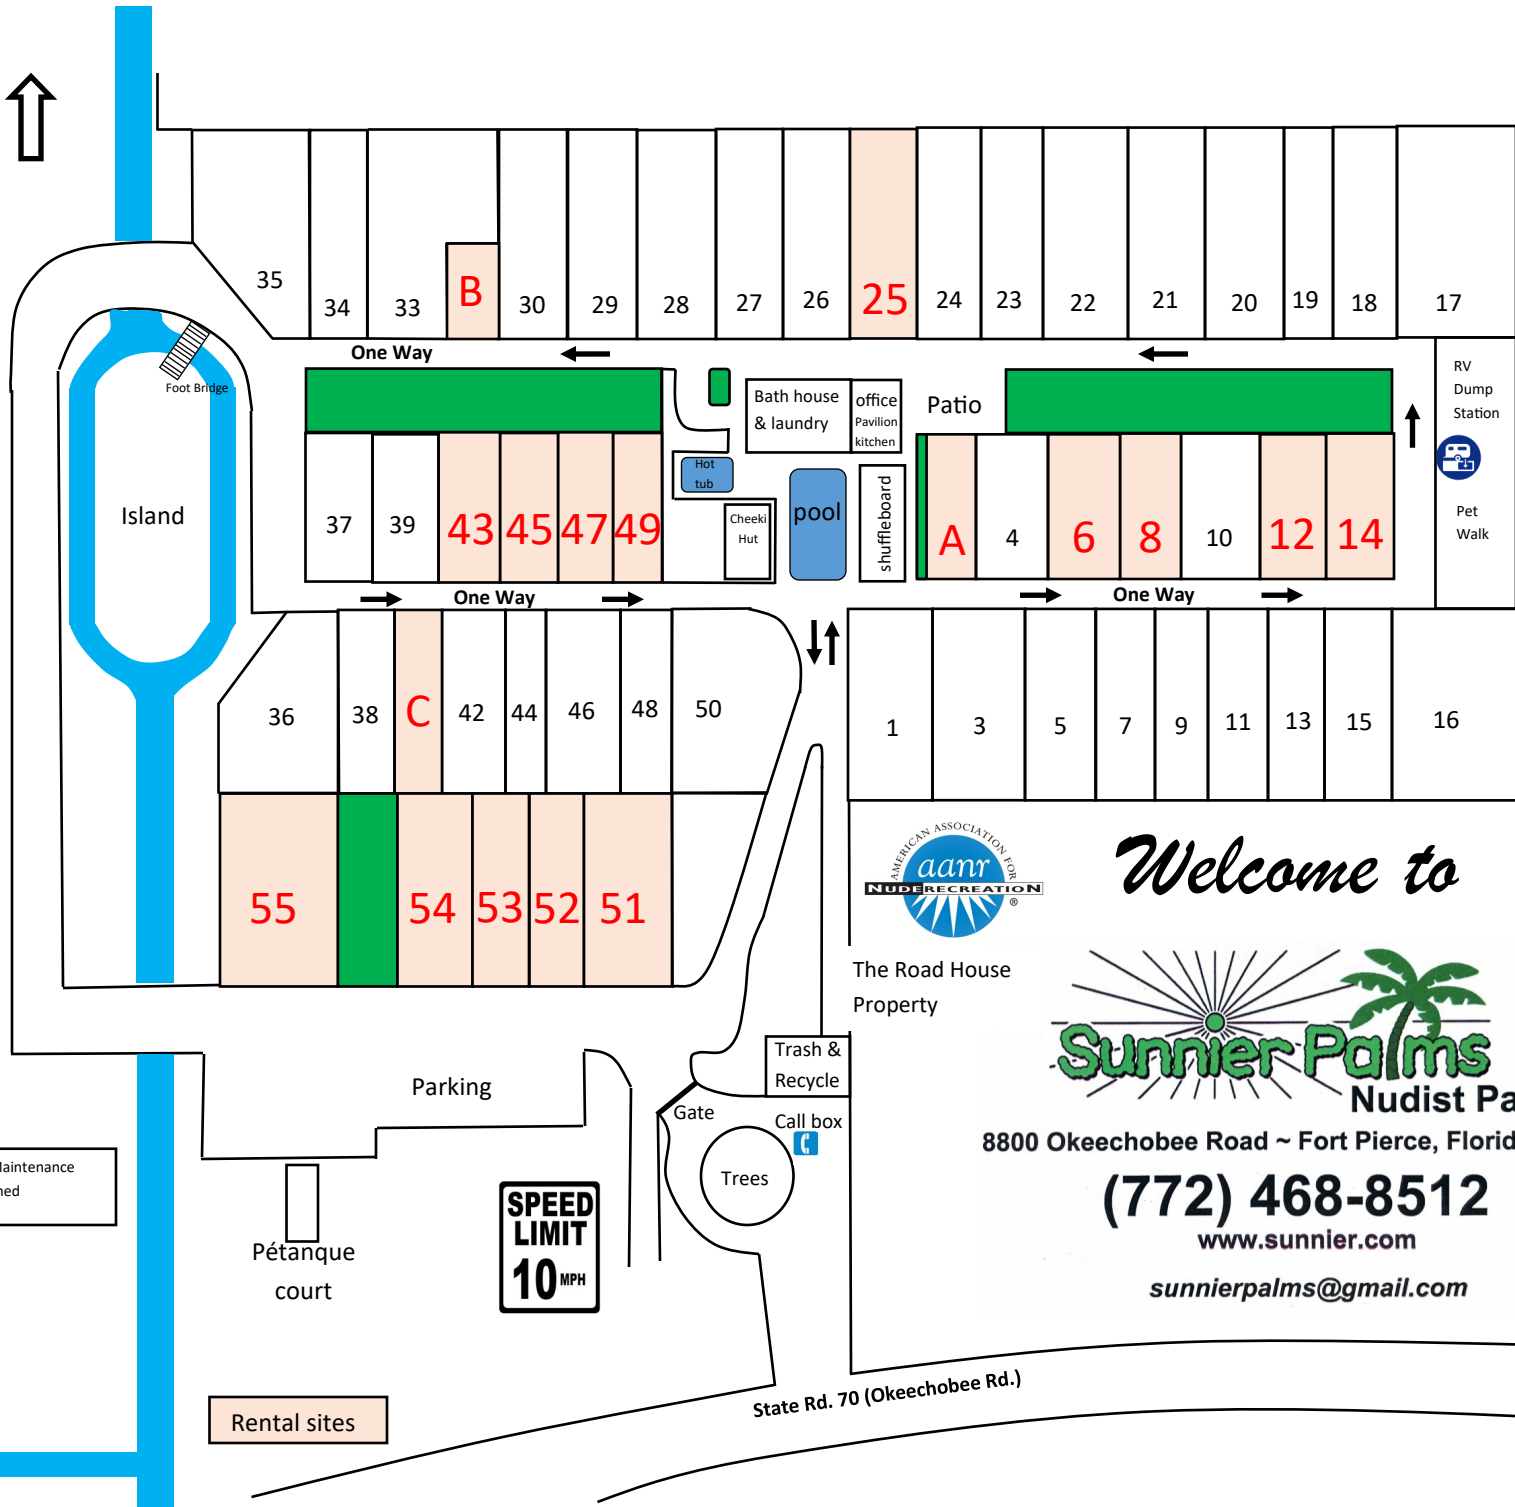 35
34
33
B
30
29
28
27
26
25
24
23
22
21
20
19
18
17
One Way
Foot Bridge
Bath house
& laundry
office
Pavilion
kitchen
Patio
RV
Dump
Station
Pet
Walk
Hot
tub
Cheeki
Hut
pool
shuffleboard
Island
37
39
43
45
47
49
A
4
6
8
10
12
14
One Way
One Way
36
38
C
42
44
46
48
50
1
3
5
7
9
11
13
15
16
55
54
53
52
51
AMERICAN ASSOCIATION FOR
aanr
NUDE RECREATION
®
Welcome to
The Road House
Property
Sunnier Palms
Nudist Pa
8800 Okeechobee Road ~ Fort Pierce, Florid
(772) 468-8512
www.sunnier.com
sunnierpalms@gmail.com
Trash &
Recycle
Parking
Gate
Call box
Trees
aintenance
hed
Pétanque
court
SPEED
LIMIT
10 MPH
Rental sites
State Rd. 70 (Okeechobee Rd.)